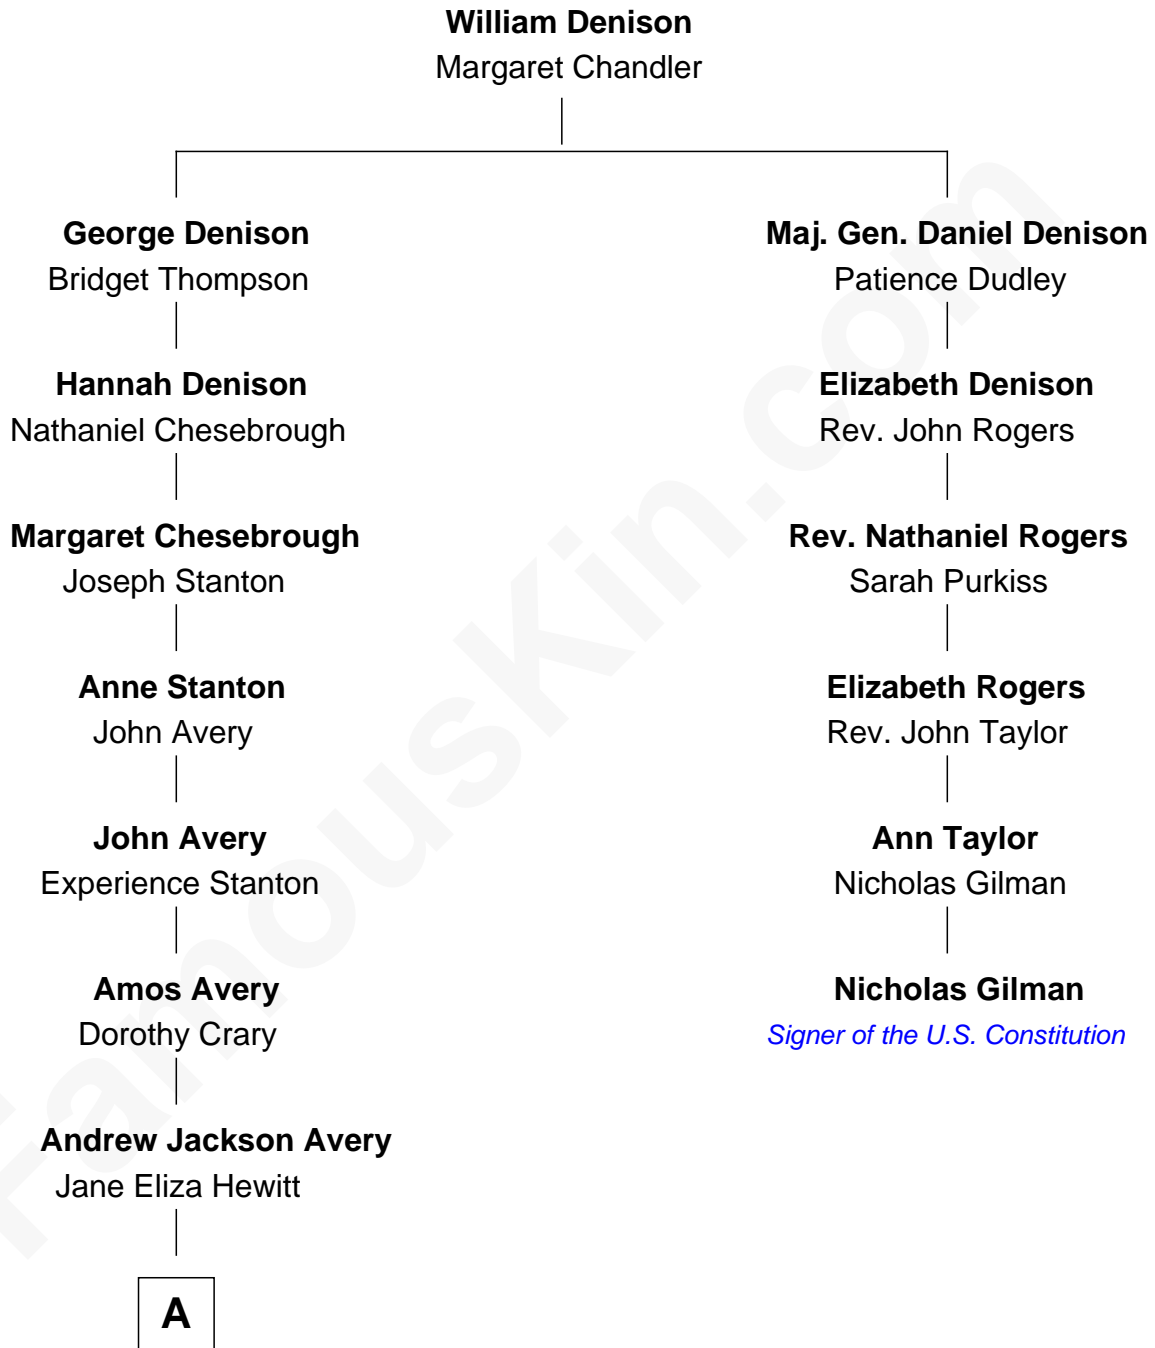 William Denison
Margaret Chandler
George Denison
Bridget Thompson
Hannah Denison
Nathaniel Chesebrough
Margaret Chesebrough
Joseph Stanton
Anne Stanton
John Avery
John Avery
Experience Stanton
Amos Avery
Dorothy Crary
Andrew Jackson Avery
Jane Eliza Hewitt
A
Maj. Gen. Daniel Denison
Patience Dudley
Elizabeth Denison
Rev. John Rogers
Rev. Nathaniel Rogers
Sarah Purkiss
Elizabeth Rogers
Rev. John Taylor
Ann Taylor
Nicholas Gilman
Nicholas Gilman
Signer of the U.S. Constitution
FamousKin.com